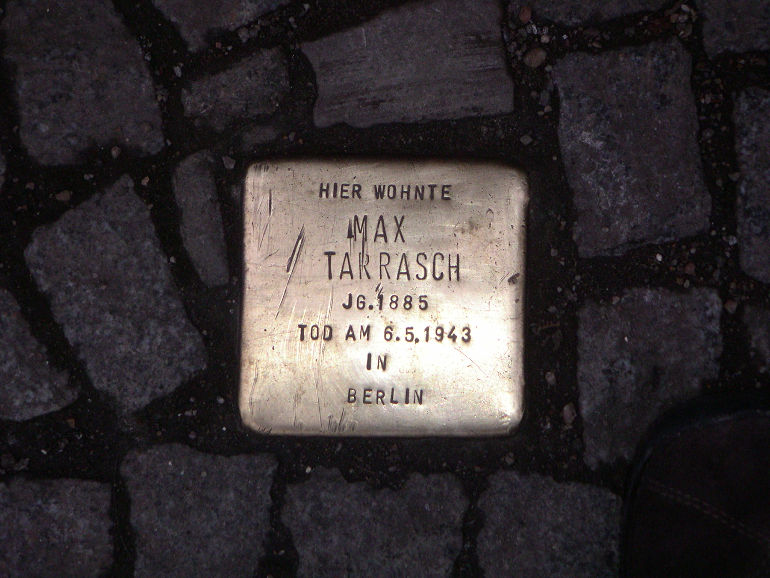 HIER WOHNTE
MAX
TARRASCH
JG.1885
TOD AM 6.5.1943
IN
BERLIN